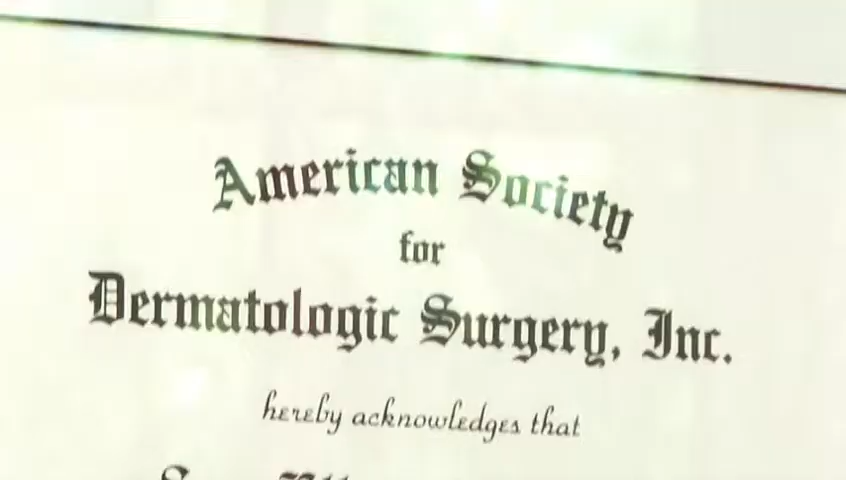 American Society
for
Dermatologic Surgery, Inc.
hereby acknowledges that